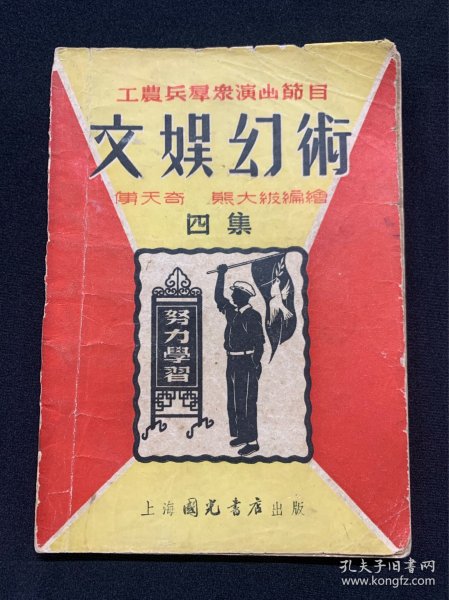 工農兵羣衆演出節目
文娱幻術
傅天奇 熊大綬編繪
四集
努力學習
上海國光書店出版
孔夫子旧书网
www.kongfz.com